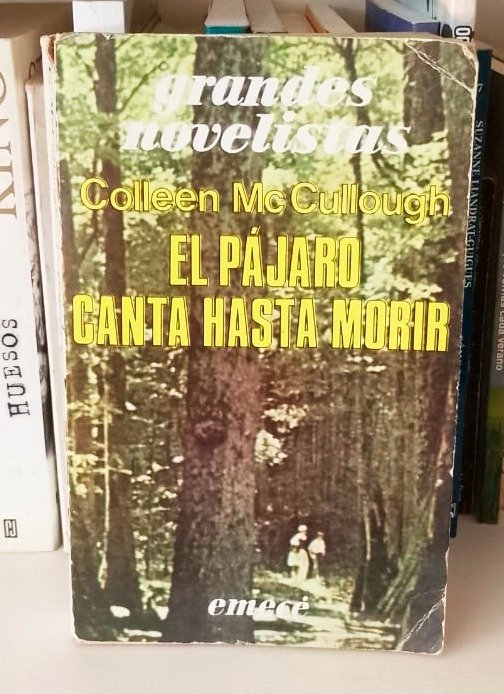 grandes
novelistas
Colleen McCullough
EL PÁJARO
CANTA HASTA MORIR
emecé
HUESOS